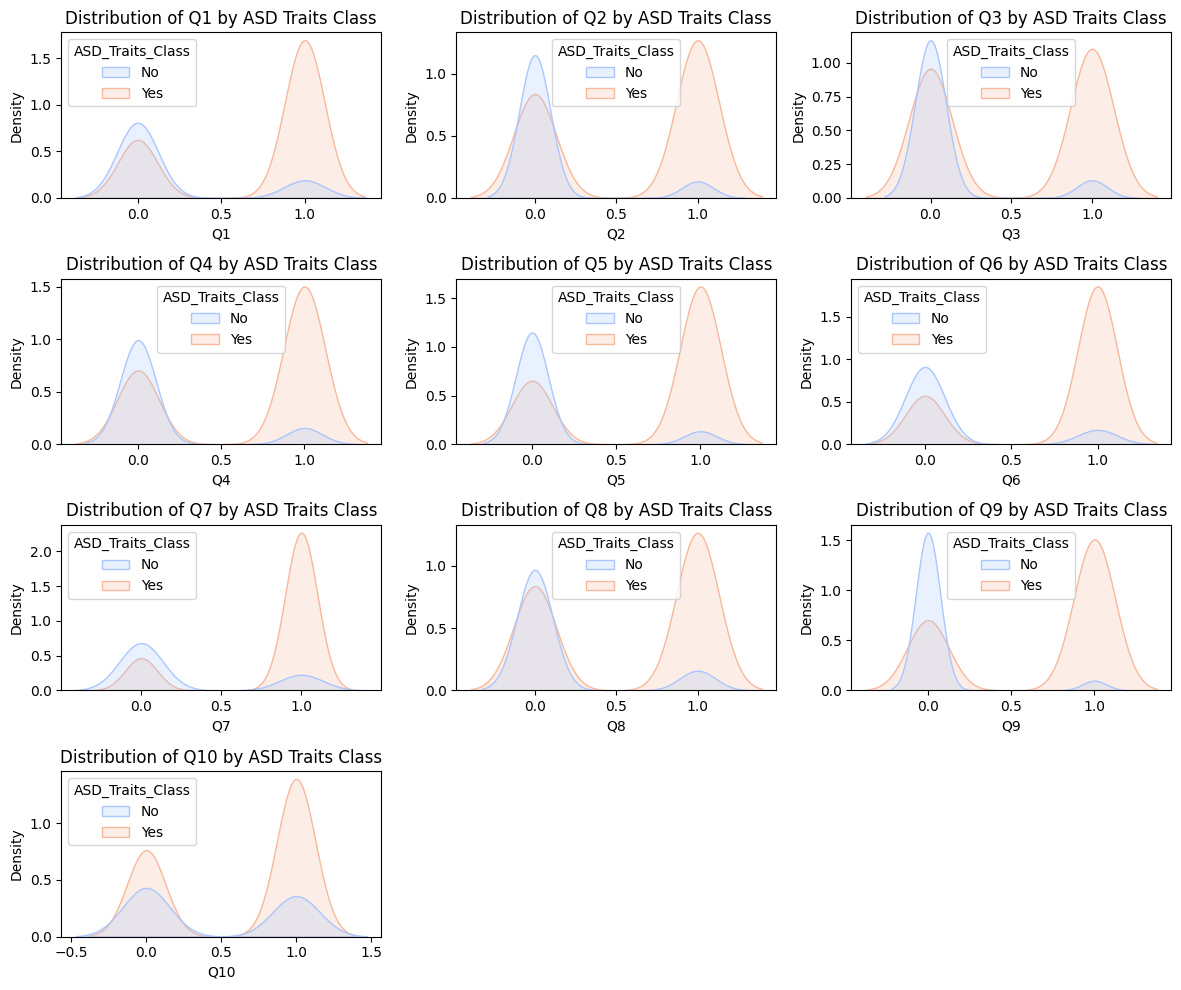 Distribution of Q1 by ASD Traits Class
Distribution of Q2 by ASD Traits Class
Distribution of Q3 by ASD Traits Class
ASD_Traits_Class
No
Yes
ASD_Traits_Class
No
Yes
ASD_Traits_Class
No
Yes
Density
1.5
1.0
0.5
0.0
Density
1.0
0.5
0.0
Density
1.00
0.75
0.50
0.25
0.00
0.0 0.5 1.0
0.0 0.5 1.0
0.0 0.5 1.0
Q1
Q2
Q3
Distribution of Q4 by ASD Traits Class
Distribution of Q5 by ASD Traits Class
Distribution of Q6 by ASD Traits Class
ASD_Traits_Class
No
Yes
ASD_Traits_Class
No
Yes
ASD_Traits_Class
No
Yes
Density
1.5
1.0
0.5
0.0
Density
1.5
1.0
0.5
0.0
Density
1.5
1.0
0.5
0.0
0.0 0.5 1.0
0.0 0.5 1.0
0.0 0.5 1.0
Q4
Q5
Q6
Distribution of Q7 by ASD Traits Class
Distribution of Q8 by ASD Traits Class
Distribution of Q9 by ASD Traits Class
ASD_Traits_Class
No
Yes
ASD_Traits_Class
No
Yes
ASD_Traits_Class
No
Yes
Density
2.0
1.5
1.0
0.5
0.0
Density
1.0
0.5
0.0
Density
1.5
1.0
0.5
0.0
0.0 0.5 1.0
0.0 0.5 1.0
0.0 0.5 1.0
Q7
Q8
Q9
Distribution of Q10 by ASD Traits Class
ASD_Traits_Class
No
Yes
Density
1.0
0.5
0.0
−0.5 0.0 0.5 1.0 1.5
Q10